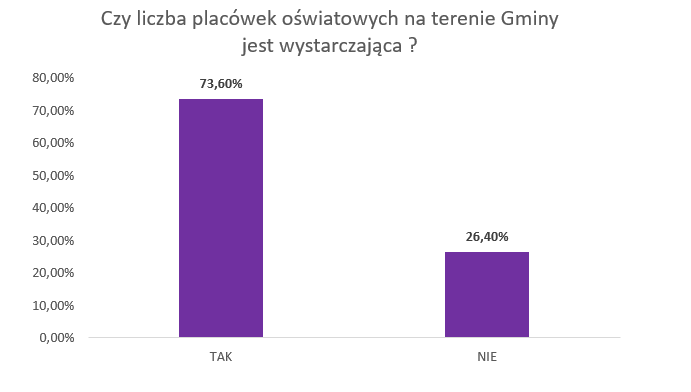 Czy liczba placówek oświatowych na terenie Gminy
jest wystarczająca ?
80,00%
70,00%
60,00%
50,00%
40,00%
30,00%
20,00%
10,00%
0,00%
73,60%
26,40%
TAK
NIE